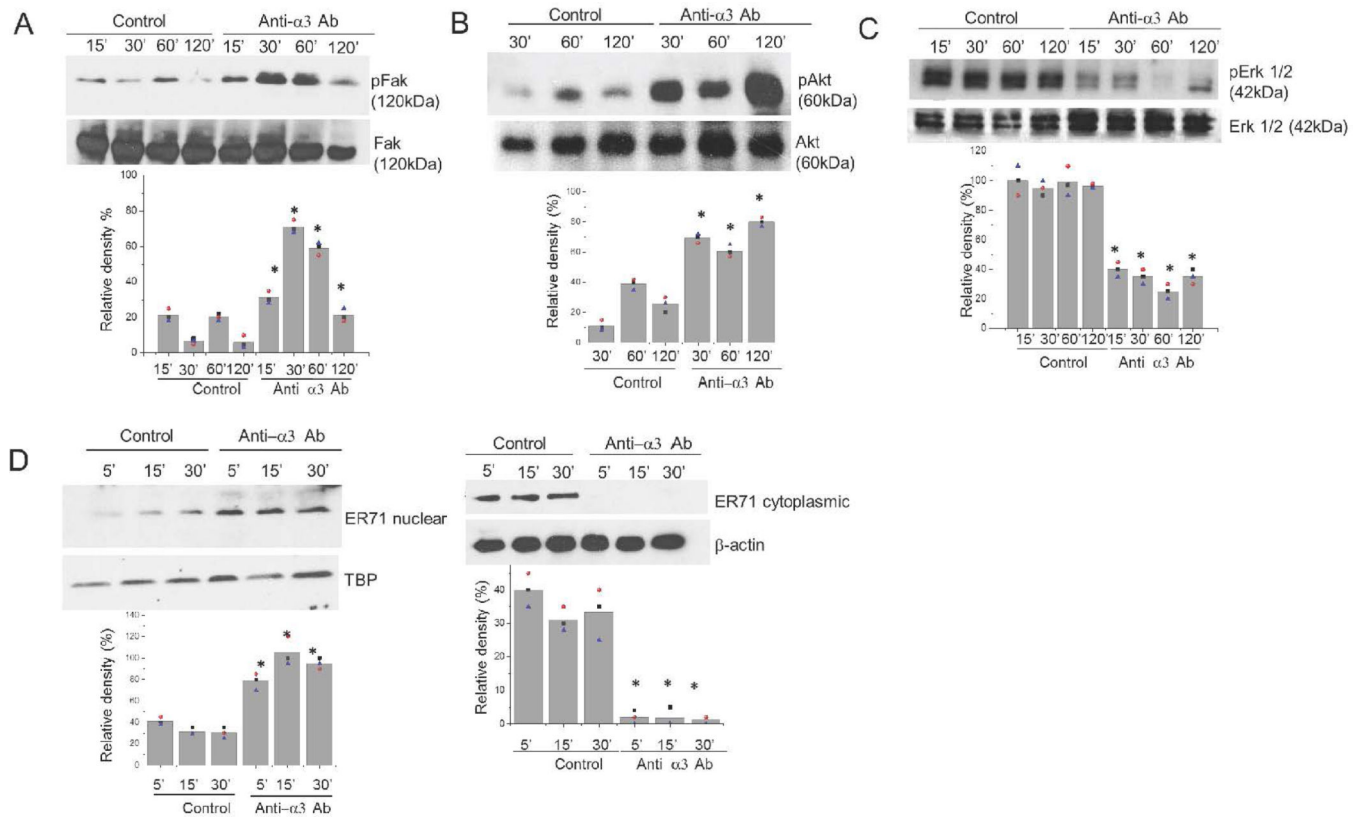 A
Control Anti-α3 Ab
15' 30' 60' 120' 15' 30' 60' 120'
pFak
(120kDa)
Fak
(120kDa)
Relative density %
100
80
60
40
20
0
* * * *
15' 30' 60' 120' 15' 30' 60' 120'
Control Anti α3 Ab
B
Control Anti-α3 Ab
30' 60' 120' 30' 60' 120'
pAkt
(60kDa)
Akt
(60kDa)
Relative density (%)
100
80
60
40
20
0
* * *
30' 60' 120' 30' 60' 120'
Control Anti-α3 Ab
C
Control Anti-α3 Ab
15' 30' 60' 120' 15' 30' 60' 120'
pErk 1/2
(42kDa)
Erk 1/2 (42kDa)
Relative density (%)
120
100
80
60
40
20
0
* * * *
15' 30' 60' 120' 15' 30' 60' 120'
Control Anti α3 Ab
D
Control Anti–α3 Ab
5' 15' 30' 5' 15' 30'
ER71 nuclear
TBP
Relative density (%)
140
120
100
80
60
40
20
0
* * *
5' 15' 30' 5' 15' 30'
Control Anti-α3 Ab
Control Anti–α3 Ab
5' 15' 30' 5' 15' 30'
ER71 cytoplasmic
β-actin
Relative density (%)
40
30
20
10
0
* * *
5' 15' 30' 5' 15' 30'
Control Anti α3 Ab